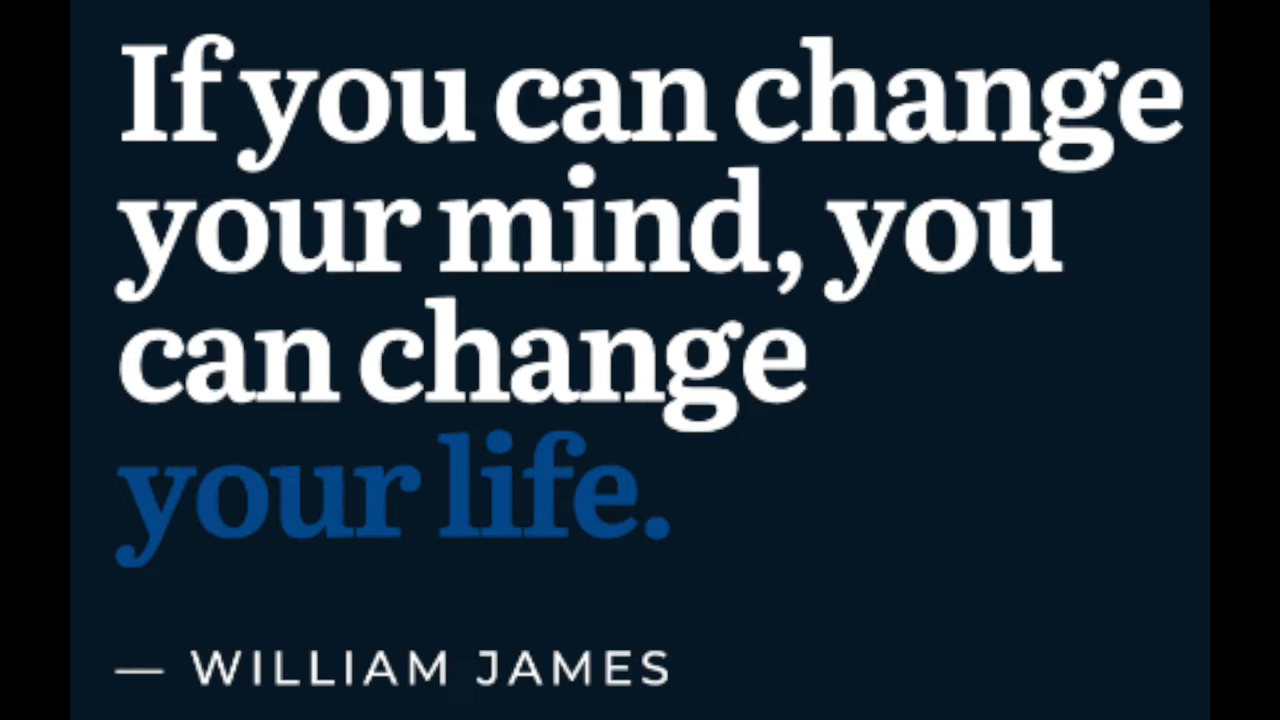 If you can change
your mind, you
can change
your life.
— WILLIAM JAMES